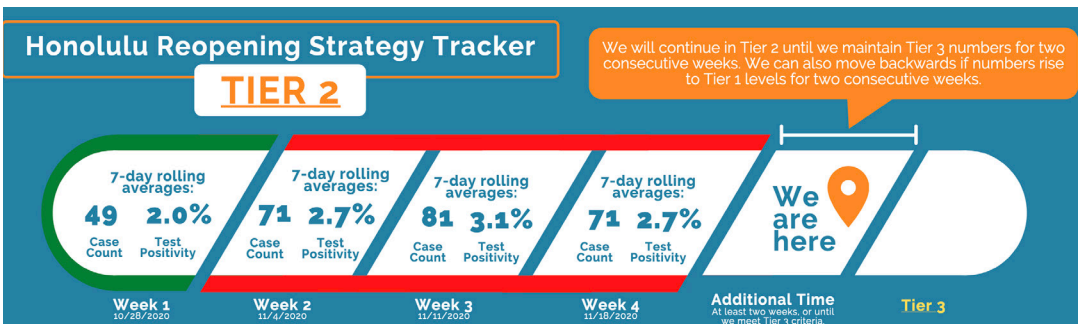 Honolulu Reopening Strategy Tracker
TIER 2
We will continue in Tier 2 until we maintain Tier 3 numbers for two
consecutive weeks. We can also move backwards if numbers rise
to Tier 1 levels for two consecutive weeks.
7-day rolling
averages:
49 2.0%
Case Test
Count Positivity
7-day rolling
averages:
71 2.7%
Case Test
Count Positivity
7-day rolling
averages:
81 3.1%
Case Test
Count Positivity
7-day rolling
averages:
71 2.7%
Case Test
Count Positivity
We
are
here
Week 1
10/28/2020
Week 2
11/4/2020
Week 3
11/11/2020
Week 4
11/18/2020
Additional Time
At least two weeks, or until
we meet Tier 3 criteria.
Tier 3